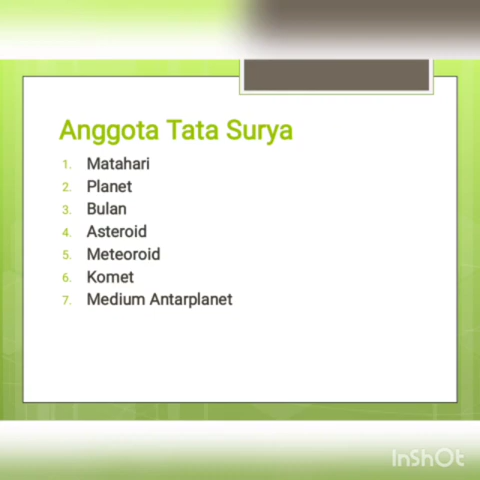 Anggota Tata Surya
1. Matahari
2. Planet
3. Bulan
4. Asteroid
5. Meteoroid
6. Komet
7. Medium Antarplanet
InShOt